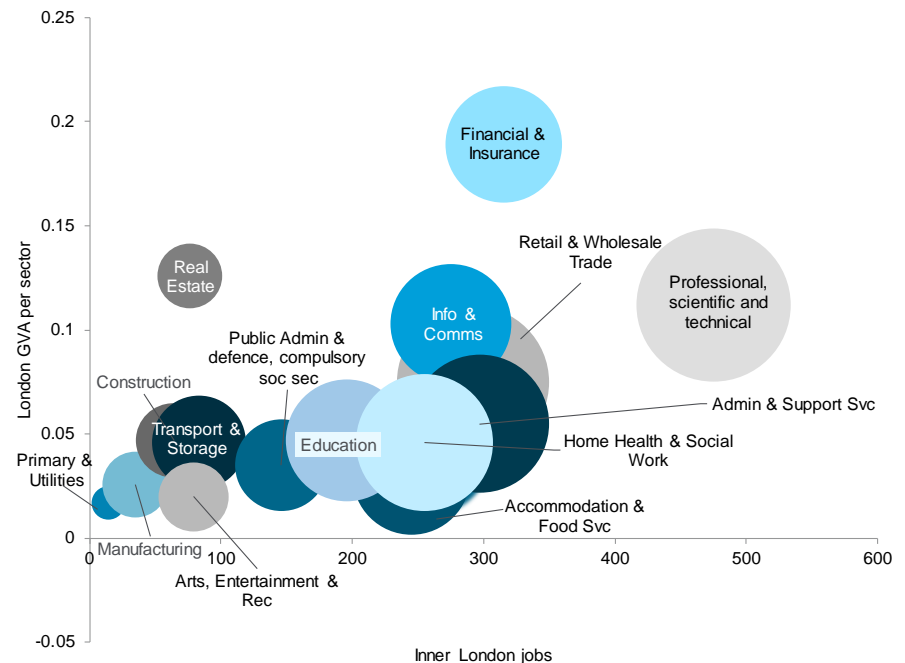 0.25
0.2
0.15
0.1
0.05
0
-0.05
London GVA per sector
Financial &
Insurance
Retail & Wholesale
Trade
Real
Estate
Professional,
scientific and
technical
Info &
Comms
Public Admin &
defence, compulsory
soc sec
Construction
Admin & Support Svc
Transport &
Storage
Education
Home Health & Social
Work
Primary &
Utilities
Accommodation &
Food Svc
Manufacturing
Arts, Entertainment &
Rec
0 100 200 300 400 500 600
Inner London jobs